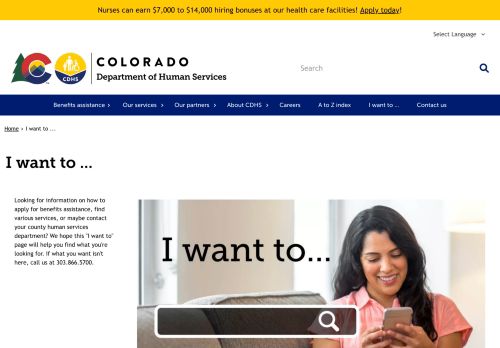 Nurses can earn $7,000 to $14,000 hiring bonuses at our health care facilities! Apply today!
Select Language
CDHS
COLORADO
Department of Human Services
Search
Benefits assistance
Our services
Our partners
About CDHS
Careers
A to Z index
I want to ...
Contact us
Home › I want to ...
I want to ...
Looking for information on how to
apply for benefits assistance, find
various services, or maybe contact
your county human services
department? We hope this "I want to"
page will help you find what you're
looking for. If what you want isn't
here, call us at 303.866.5700.
I want to...